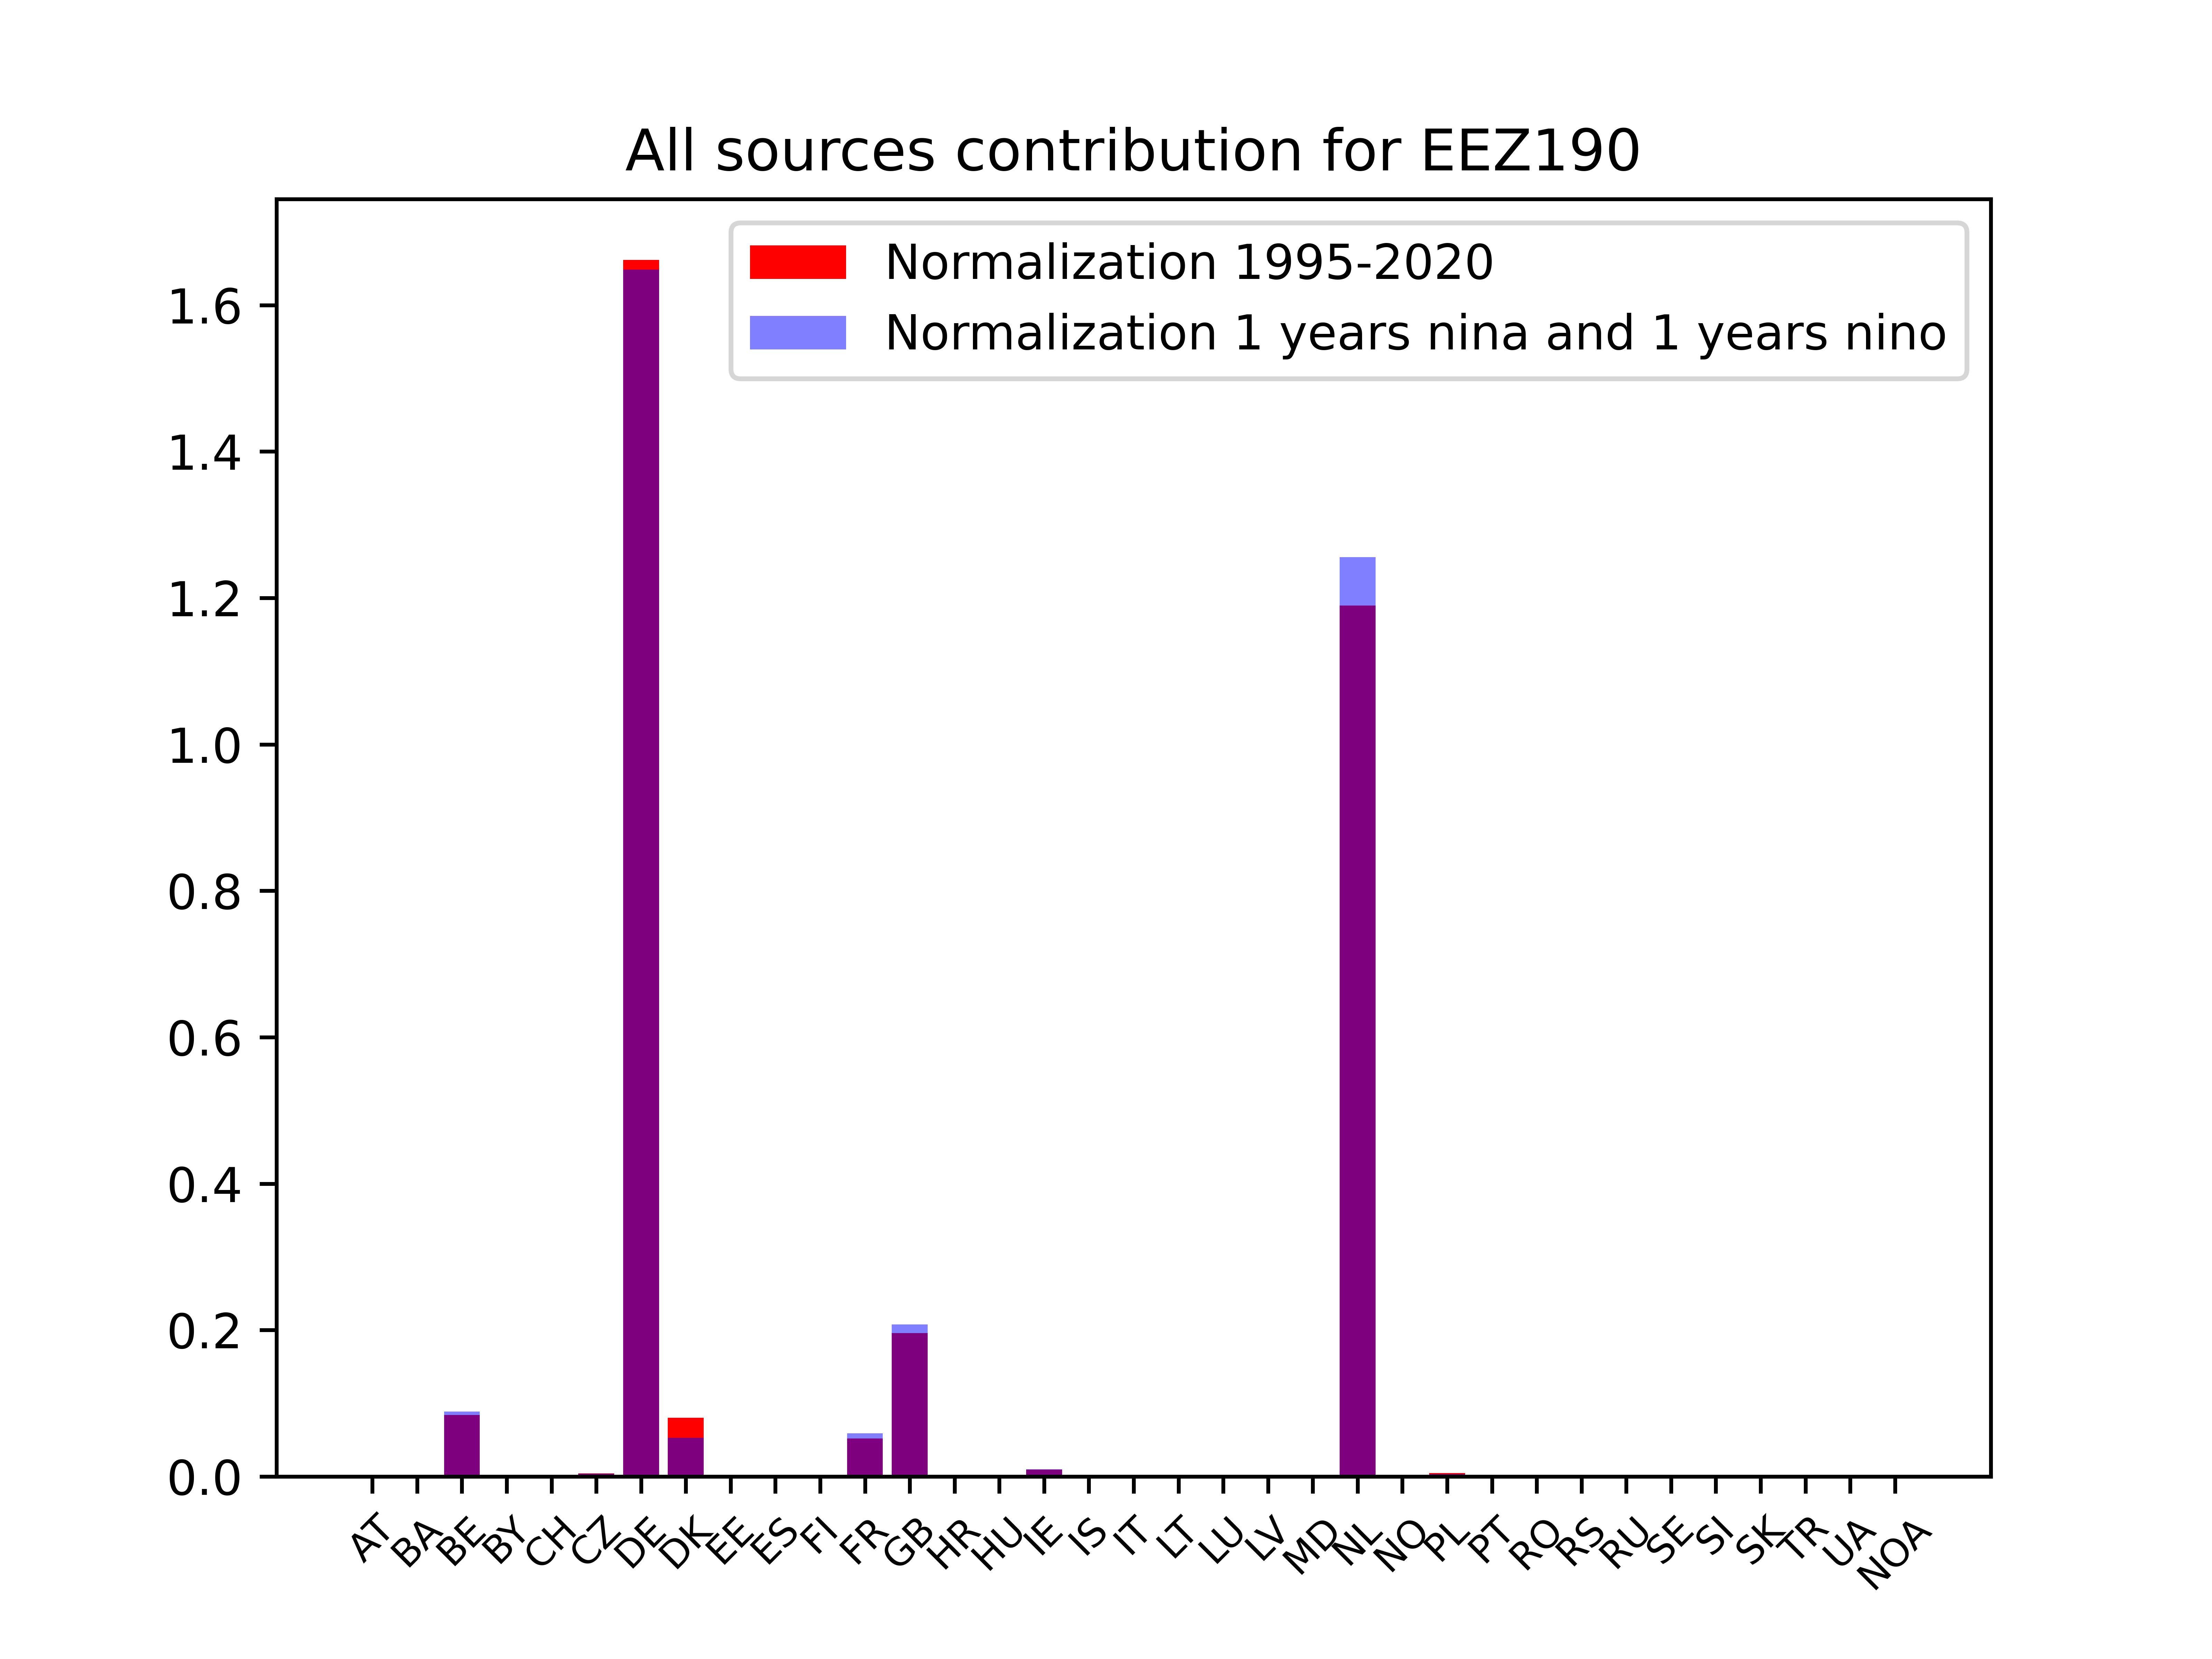 All sources contribution for EEZ190
Normalization 1995-2020
Normalization 1 years nina and 1 years nino
1.6
1.4
1.2
1.0
0.8
0.6
0.4
0.2
0.0
AT BA BE BY CH CZ DE DK EE ES FI FR GB HR HU IE IS IT LT LU LV MD NL NO PL PT RO RS RU SE SI SK TR UA NOA